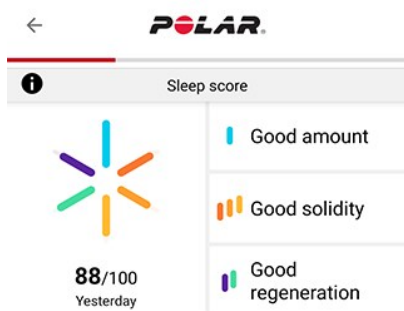 POLAR
Sleep score
Good amount
Good solidity
88/100
Yesterday
Good
regeneration